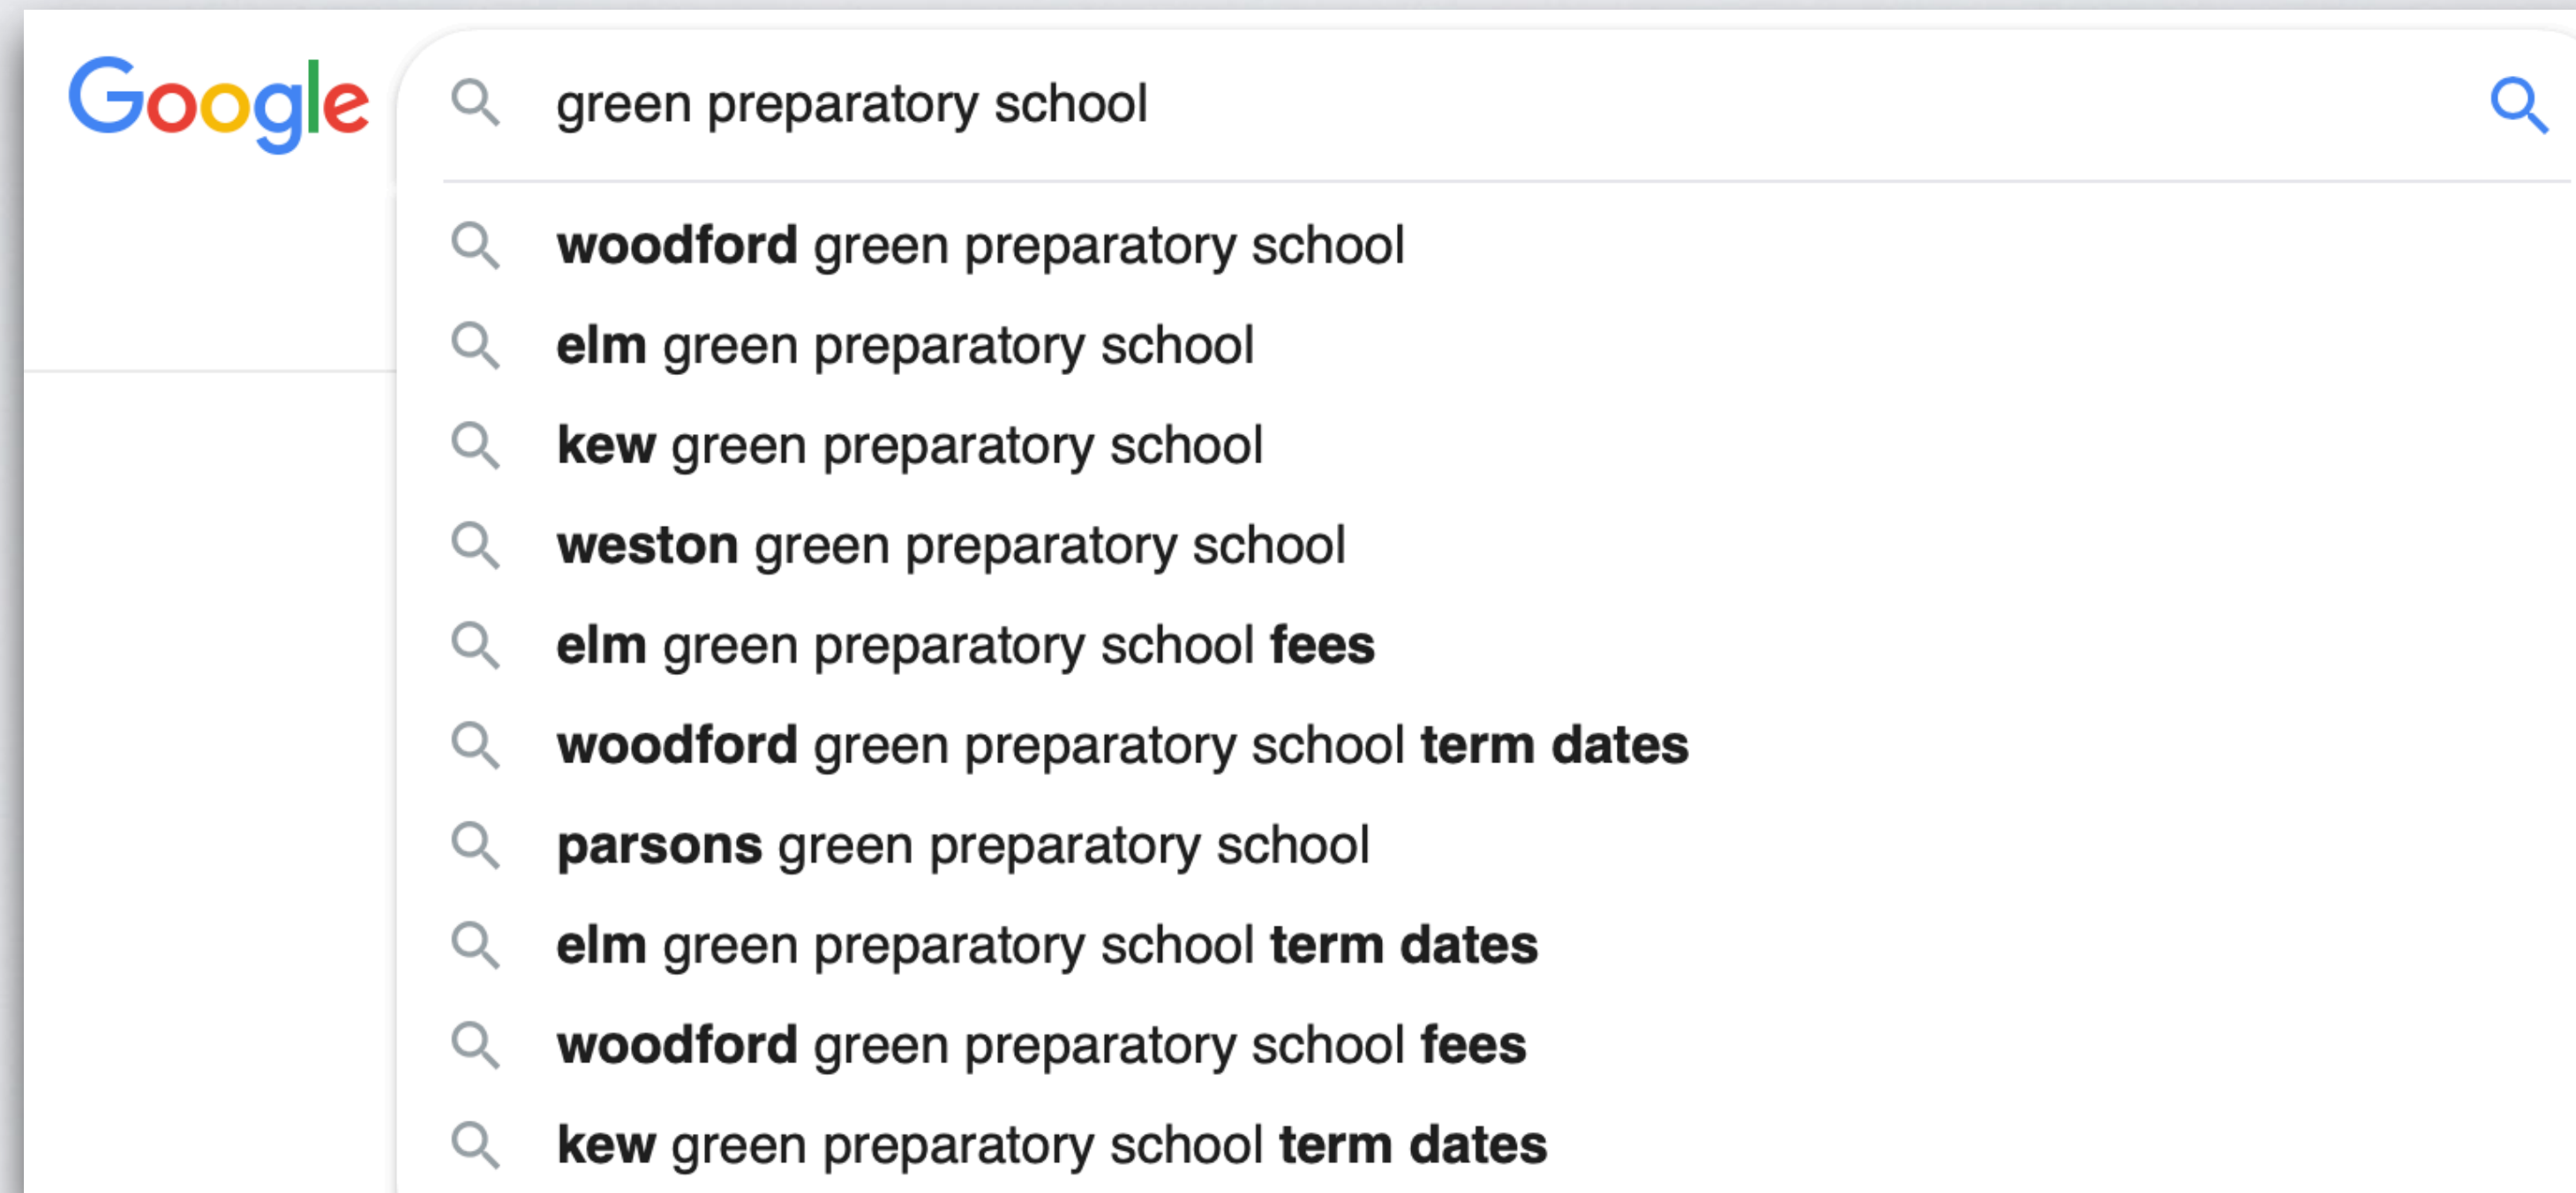 Google
green preparatory school
woodford green preparatory school
elm green preparatory school
kew green preparatory school
weston green preparatory school
elm green preparatory school fees
woodford green preparatory school term dates
parsons green preparatory school
elm green preparatory school term dates
woodford green preparatory school fees
kew green preparatory school term dates